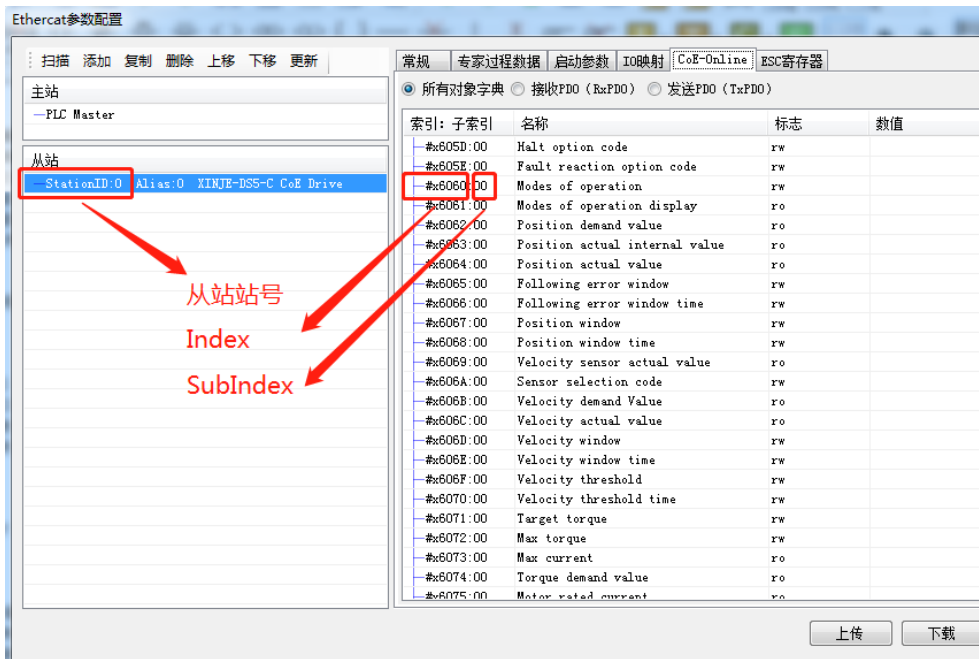 Ethercat参数配置
扫描 添加 复制 删除 上移 下移 更新
主站
PLC Master
从站
StationID:0 Alias:0 XINJE-DS5-C CoE Drive
从站站号
Index
SubIndex
常规 专家过程数据 启动参数 IO映射 CoE-Online ESC寄存器
所有对象字典 接收PDO（RxPDO） 发送PDO（TxPDO）
索引：子索引 名称 标志 数值
#x605D:00 Halt option code rw
#x605E:00 Fault reaction option code rw
#x6060:00 Modes of operation rw
#x6061:00 Modes of operation display ro
#x6062:00 Position demand value ro
#x6063:00 Position actual internal value ro
#x6064:00 Position actual value ro
#x6065:00 Following error window rw
#x6066:00 Following error window time rw
#x6067:00 Position window rw
#x6068:00 Position window time rw
#x6069:00 Velocity sensor actual value ro
#x606A:00 Sensor selection code rw
#x606B:00 Velocity demand Value ro
#x606C:00 Velocity actual value ro
#x606D:00 Velocity window rw
#x606E:00 Velocity window time rw
#x606F:00 Velocity threshold rw
#x6070:00 Velocity threshold time rw
#x6071:00 Target torque rw
#x6072:00 Max torque rw
#x6073:00 Max current ro
#x6074:00 Torque demand value ro
#x6075:00 Motor rated current ro
上传 下载